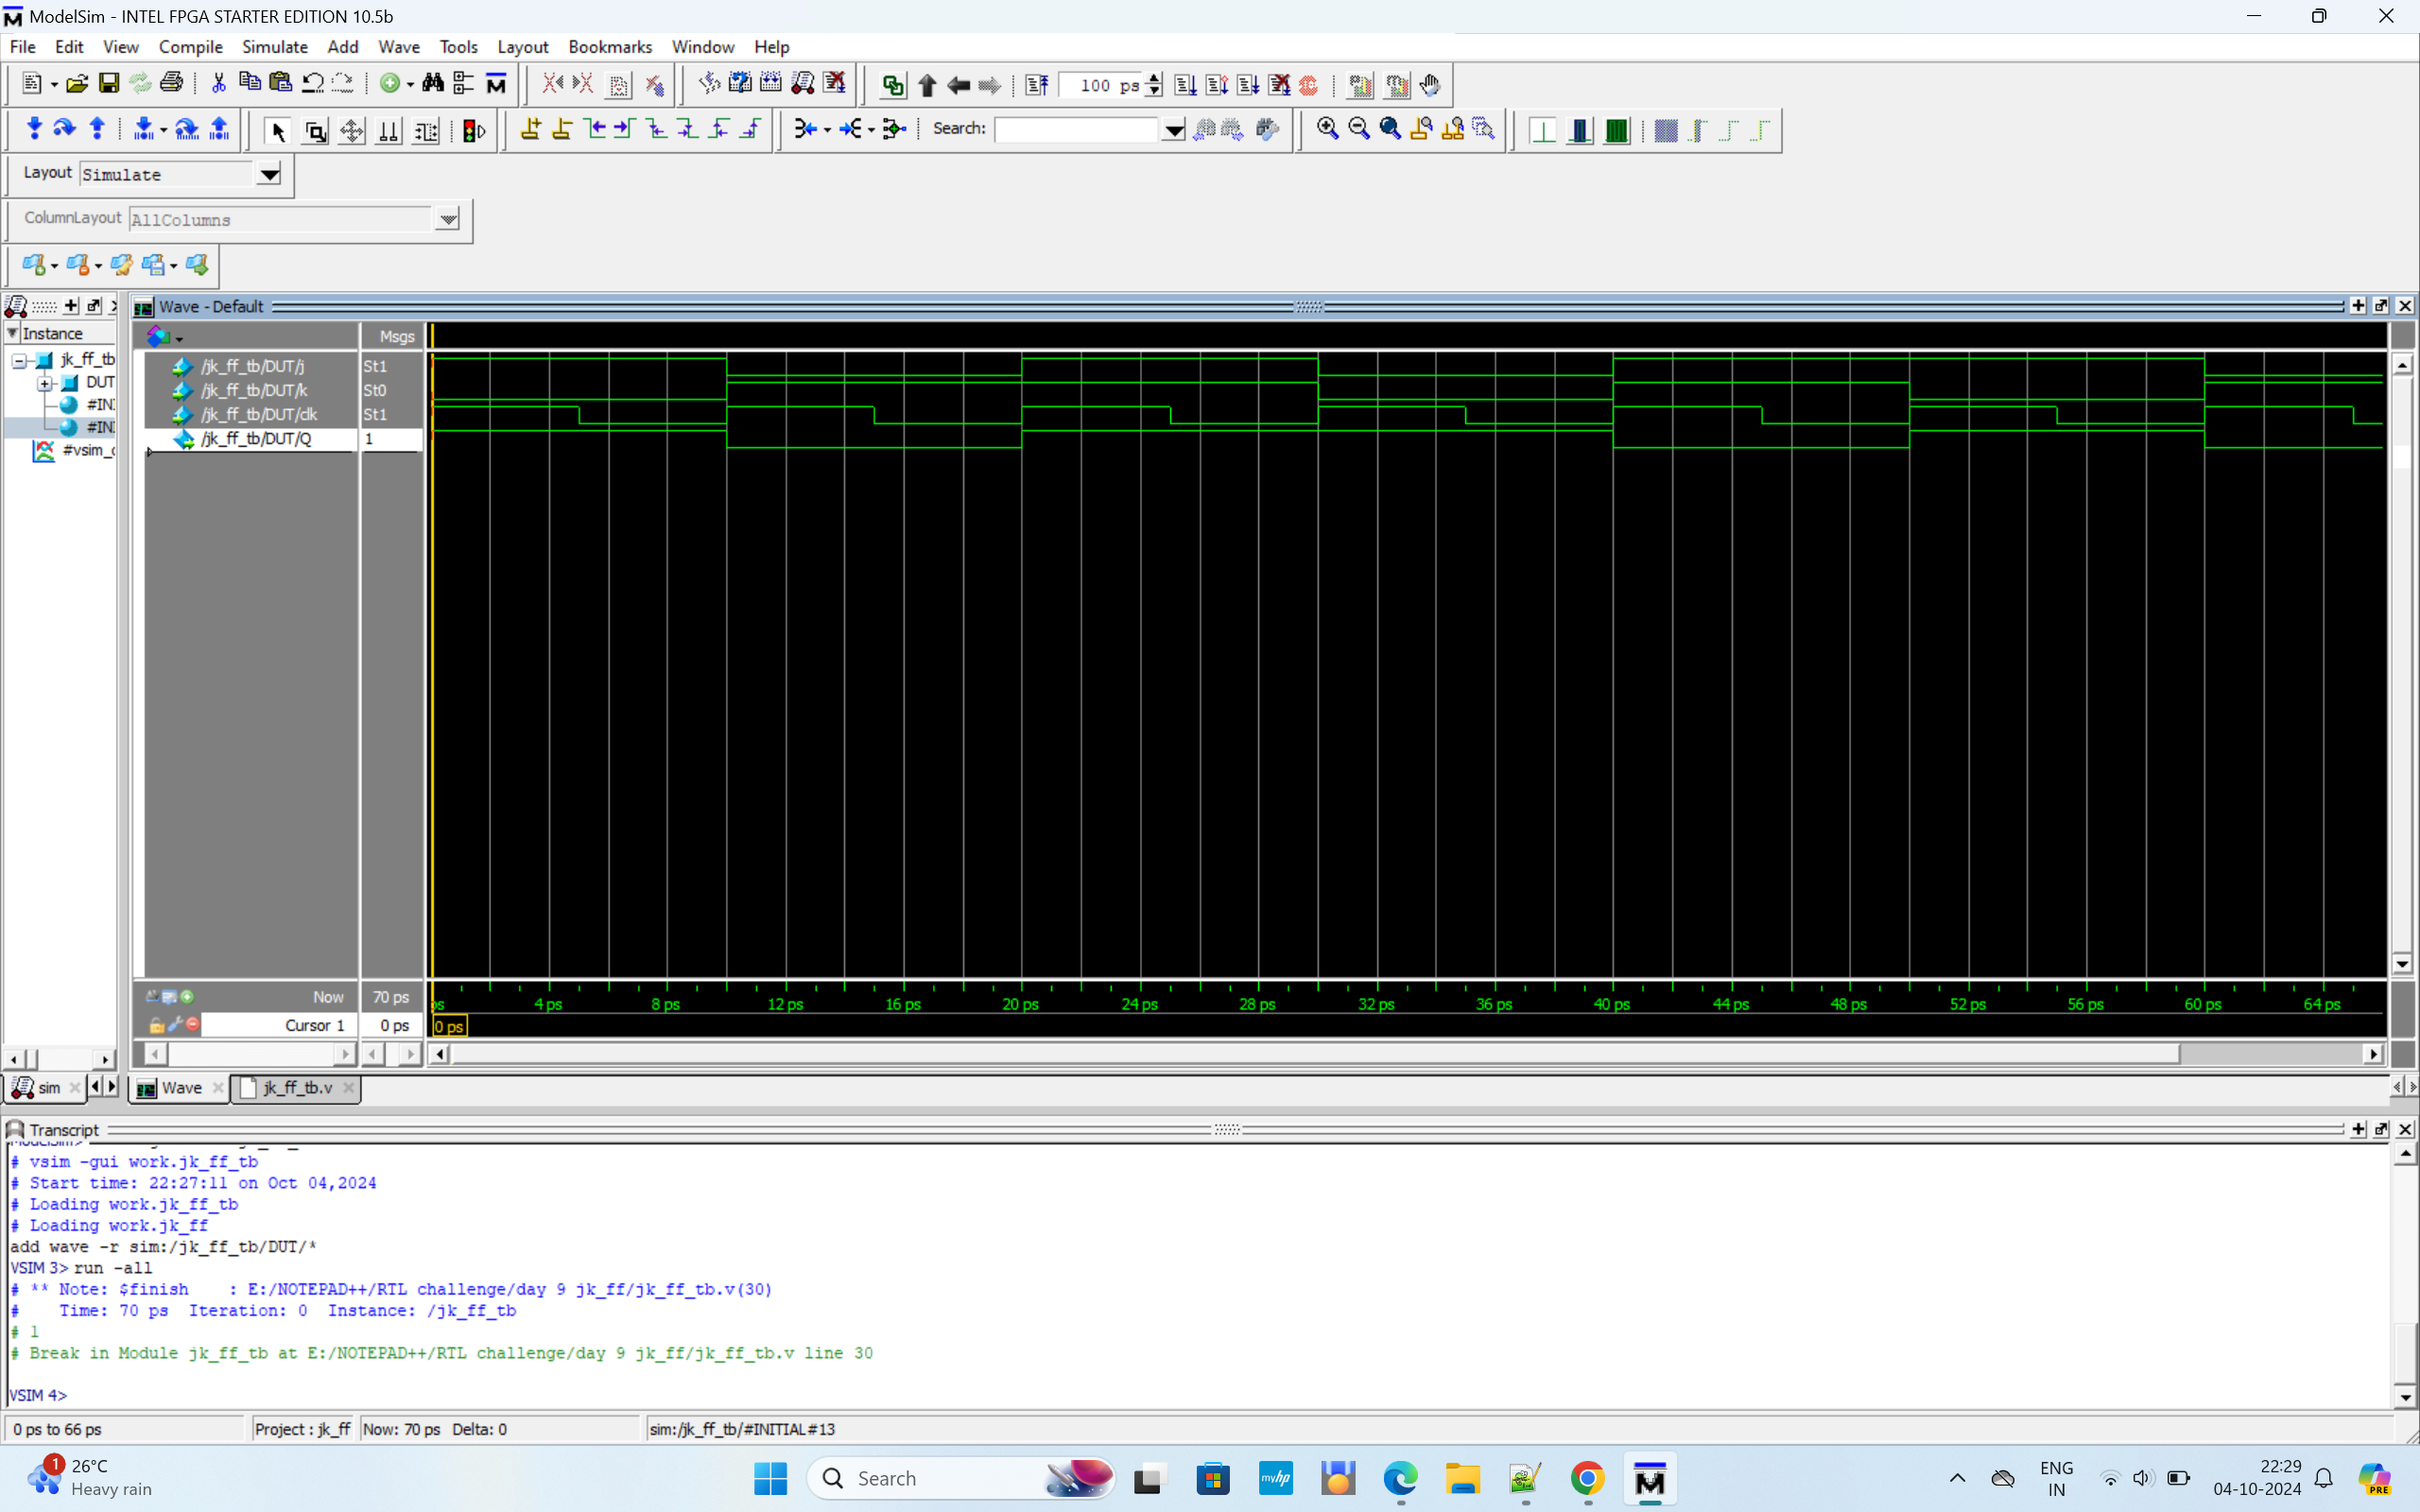 ModelSim - INTEL FPGA STARTER EDITION 10.5b
File Edit View Compile Simulate Add Wave Tools Layout Bookmarks Window Help
100 ps
Search:
Layout Simulate
ColumnLayout AllColumns
Wave - Default
Instance
Msgs
jk_ff_tb
DUT
#INI
#INI
#vsim_
/jk_ff_tb/DUT/j St1
/jk_ff_tb/DUT/k St0
/jk_ff_tb/DUT/clk St1
/jk_ff_tb/DUT/Q 1
Now 70 ps
ps 4 ps 8 ps 12 ps 16 ps 20 ps 24 ps 28 ps 32 ps 36 ps 40 ps 44 ps 48 ps 52 ps 56 ps 60 ps 64 ps
Cursor 1 0 ps 0 ps
sim Wave jk_ff_tb.v
Transcript
# vsim -gui work.jk_ff_tb
# Start time: 22:27:11 on Oct 04,2024
# Loading work.jk_ff_tb
# Loading work.jk_ff
add wave -r sim:/jk_ff_tb/DUT/*
VSIM 3> run -all
# ** Note: $finish : E:/NOTEPAD++/RTL challenge/day 9 jk_ff/jk_ff_tb.v(30)
# Time: 70 ps Iteration: 0 Instance: /jk_ff_tb
# 1
# Break in Module jk_ff_tb at E:/NOTEPAD++/RTL challenge/day 9 jk_ff/jk_ff_tb.v line 30
VSIM 4>
0 ps to 66 ps Project : jk_ff Now: 70 ps Delta: 0 sim:/jk_ff_tb/#INITIAL#13
1
26°C
Heavy rain
Search
myhp
ENG
IN
22:29
04-10-2024
PRE